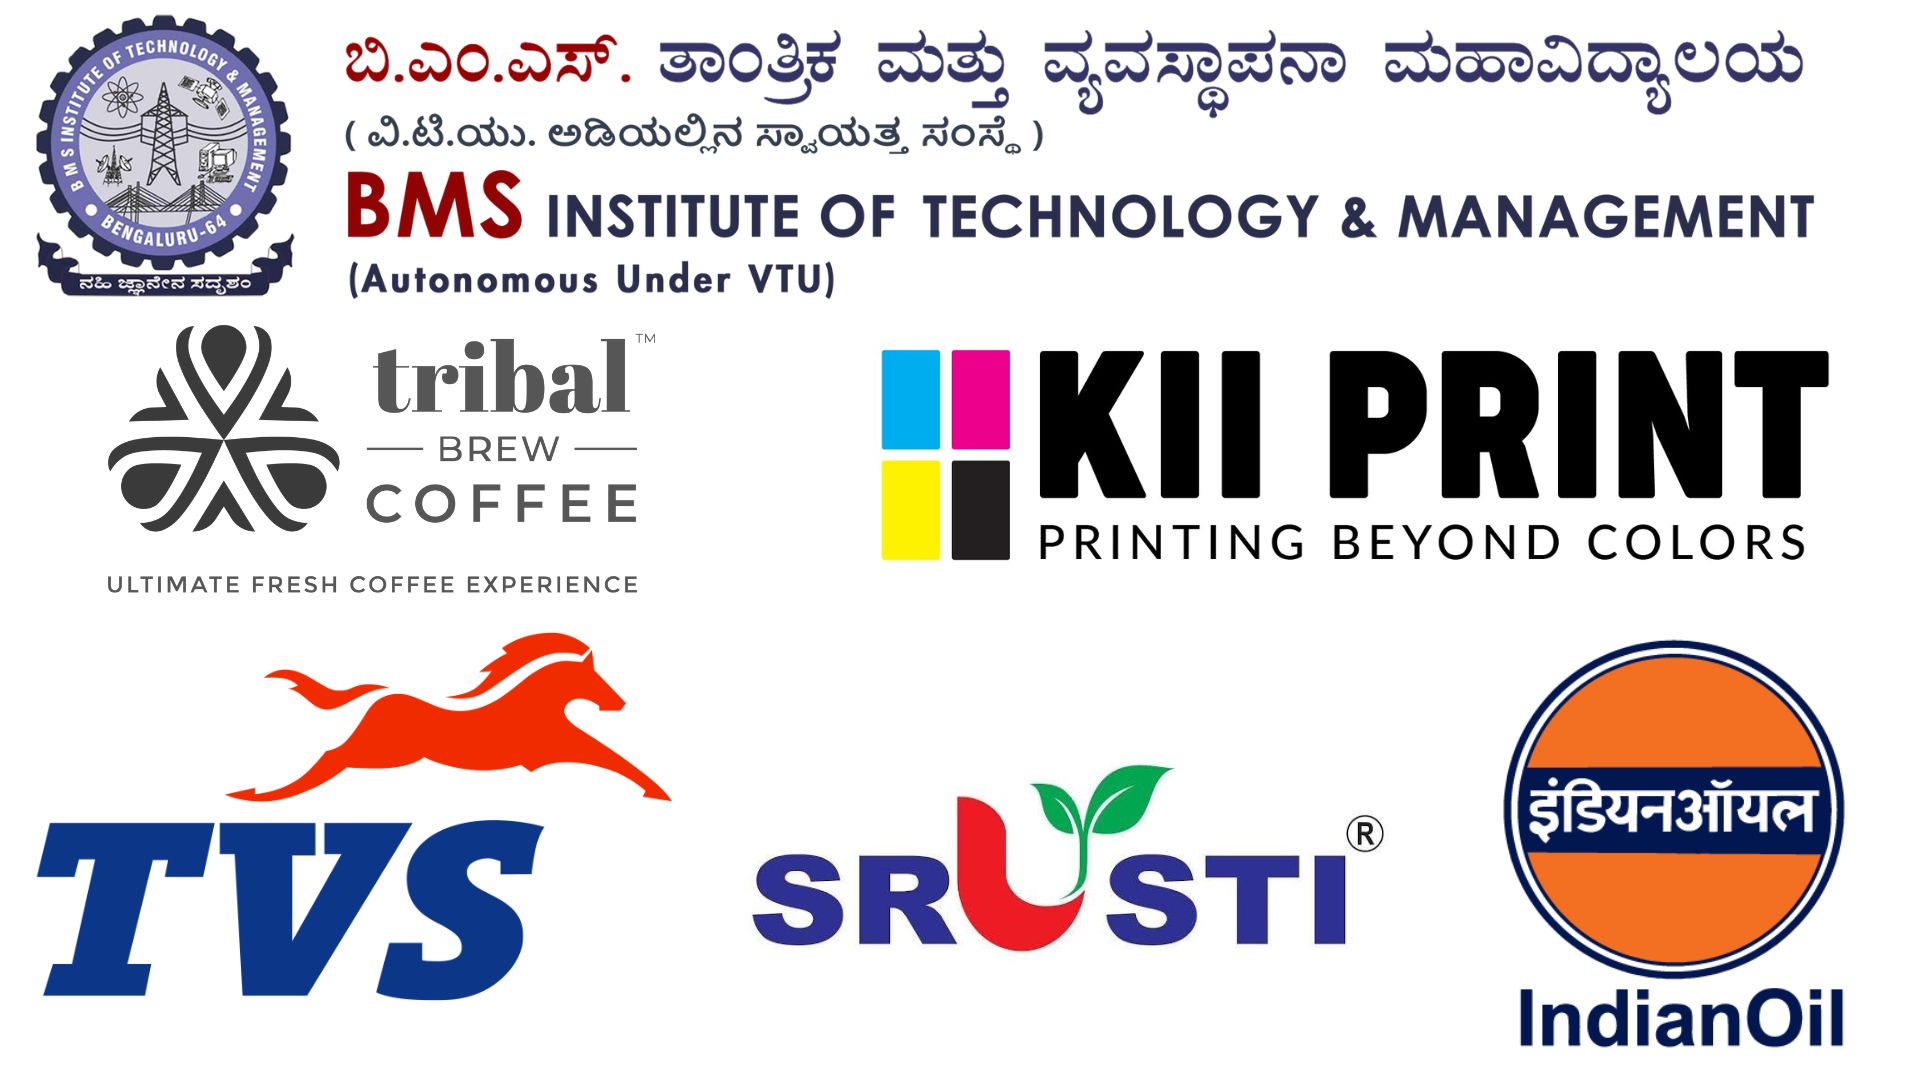 B M S INSTITUTE OF TECHNOLOGY & MANAGEMENT
BENGALURU-64
ನಹಿ ಜ್ಞಾನೇನ ಸದೃಶಂ
ಬಿ.ಎಂ.ಎಸ್. ತಾಂತ್ರಿಕ ಮತ್ತು ವ್ಯವಸ್ಥಾಪನಾ ಮಹಾವಿದ್ಯಾಲಯ
( ವಿ.ಟಿ.ಯು. ಅಡಿಯಲ್ಲಿನ ಸ್ವಾಯತ್ತ ಸಂಸ್ಥೆ )
BMS INSTITUTE OF TECHNOLOGY & MANAGEMENT
(Autonomous Under VTU)
tribal™
BREW
COFFEE
ULTIMATE FRESH COFFEE EXPERIENCE
KII PRINT
PRINTING BEYOND COLORS
TVS
SRUSTI®
इंडियनऑयल
IndianOil